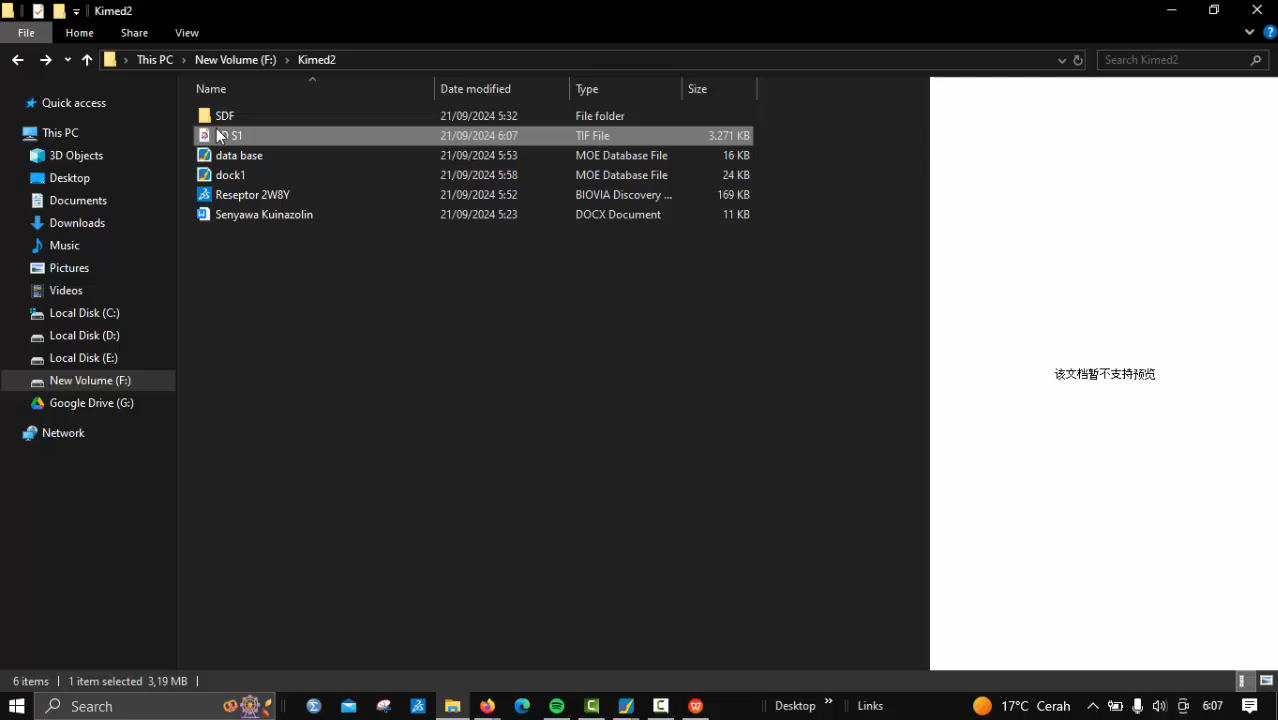 Kimed2
File Home Share View
This PC New Volume (F:) Kimed2
Search Kimed2
Name Date modified Type Size
Quick access
This PC
3D Objects
Desktop
Documents
Downloads
Music
Pictures
Videos
Local Disk (C:)
Local Disk (D:)
Local Disk (E:)
New Volume (F:)
Google Drive (G:)
Network
SDF 21/09/2024 5:32 File folder
S1 21/09/2024 6:07 TIF File 3.271 KB
data base 21/09/2024 5:53 MOE Database File 16 KB
dock1 21/09/2024 5:58 MOE Database File 24 KB
Reseptor 2W8Y 21/09/2024 5:52 BIOVIA Discovery ... 169 KB
Senyawa Kuinazolin 21/09/2024 5:23 DOCX Document 11 KB
该文档暂不支持预览
6 items 1 item selected 3,19 MB
Search Desktop Links 17°C Cerah 6:07